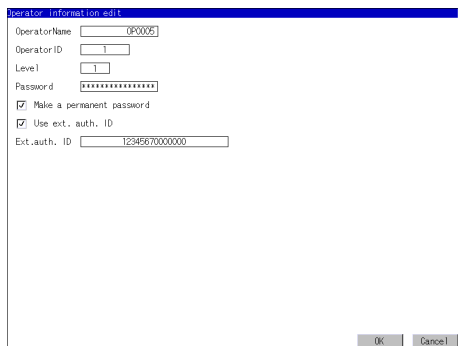 Operator information edit
OperatorName OP0005
OperatorID 1
Level 1
Password ***************
Make a permanent password
Use ext. auth. ID
Ext.auth. ID 12345670000000
OK Cancel